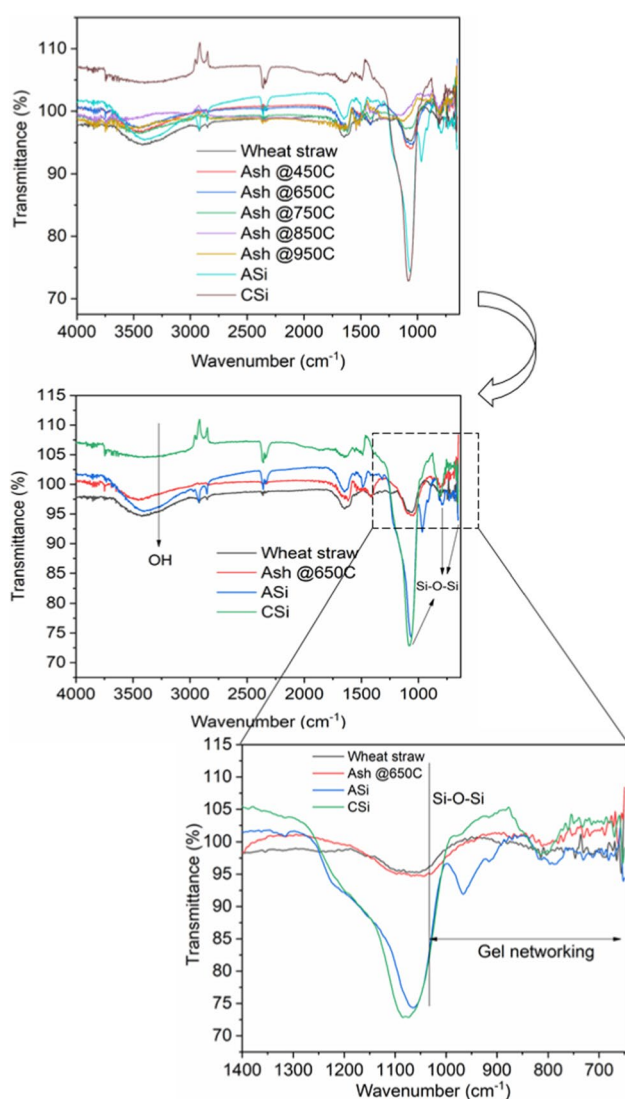 110
105
100
95
90
85
80
75
70
Transmittance (%)
Wheat straw
Ash @450C
Ash @650C
Ash @750C
Ash @850C
Ash @950C
ASi
CSi
4000 3500 3000 2500 2000 1500 1000
Wavenumber (cm⁻¹)
115
110
105
100
95
90
85
80
75
70
Transmittance (%)
OH
Wheat straw
Ash @650C
ASi
CSi
Si-O-Si
4000 3500 3000 2500 2000 1500 1000
Wavenumber (cm⁻¹)
115
110
105
100
95
90
85
80
75
70
Transmittance (%)
Wheat straw
Ash @650C
ASi
CSi
Si-O-Si
Gel networking
1400 1300 1200 1100 1000 900 800 700
Wavenumber (cm⁻¹)